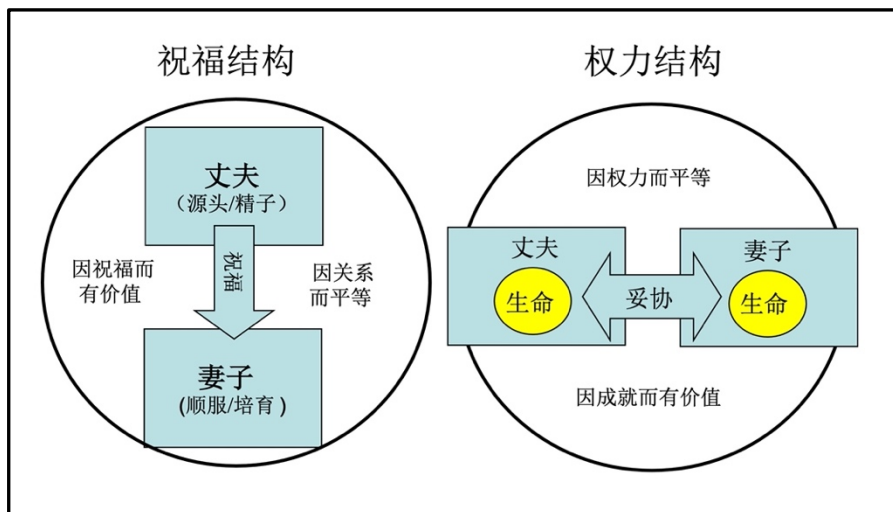 祝福结构
丈夫
（源头/精子）
祝福
因祝福而
有价值
因关系
而平等
妻子
(顺服/培育 )
权力结构
因权力而平等
丈夫
生命
妥协
妻子
生命
因成就而有价值